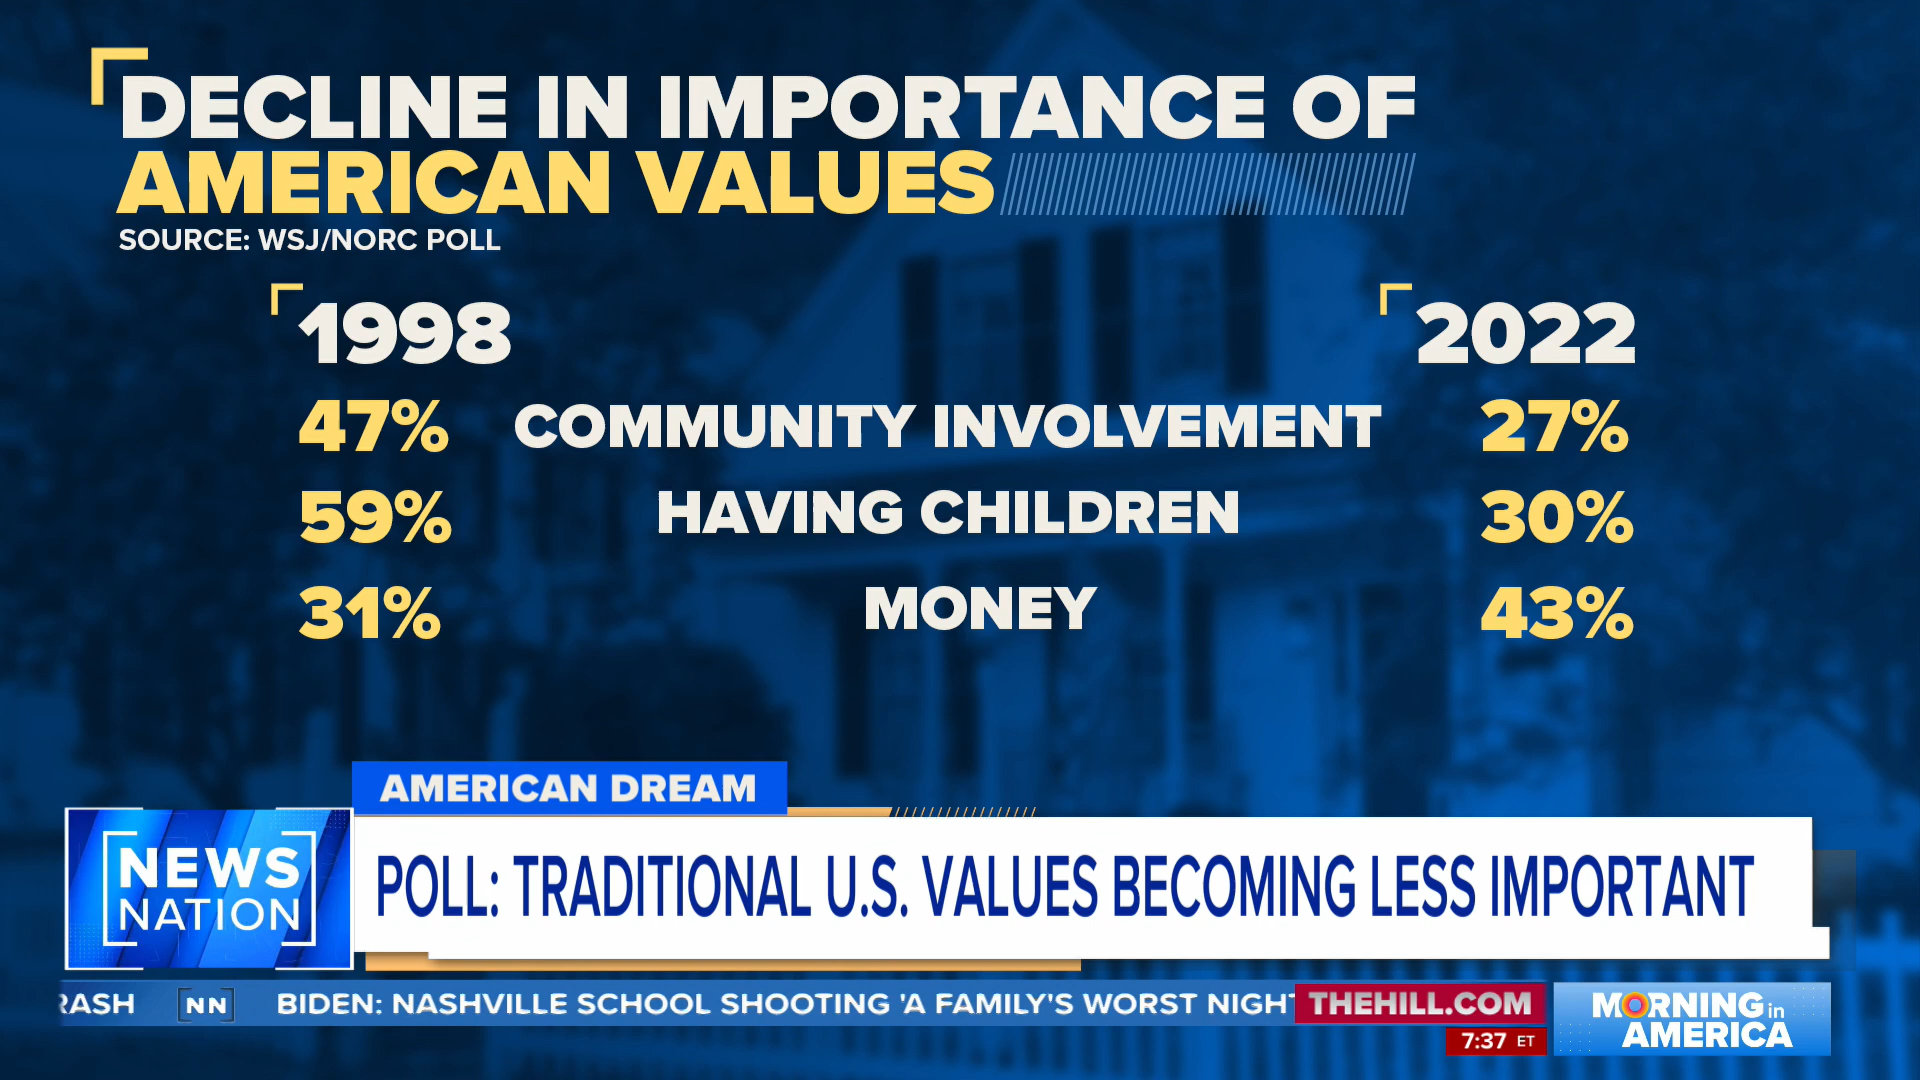 DECLINE IN IMPORTANCE OF
AMERICAN VALUES
SOURCE: WSJ/NORC POLL
1998 2022
47% COMMUNITY INVOLVEMENT 27%
59% HAVING CHILDREN 30%
31% MONEY 43%
AMERICAN DREAM
NEWS
NATION
POLL: TRADITIONAL U.S. VALUES BECOMING LESS IMPORTANT
RASH NN BIDEN: NASHVILLE SCHOOL SHOOTING 'A FAMILY'S WORST NIGH
THEHILL.COM
7:37 ET
MORNING in
AMERICA